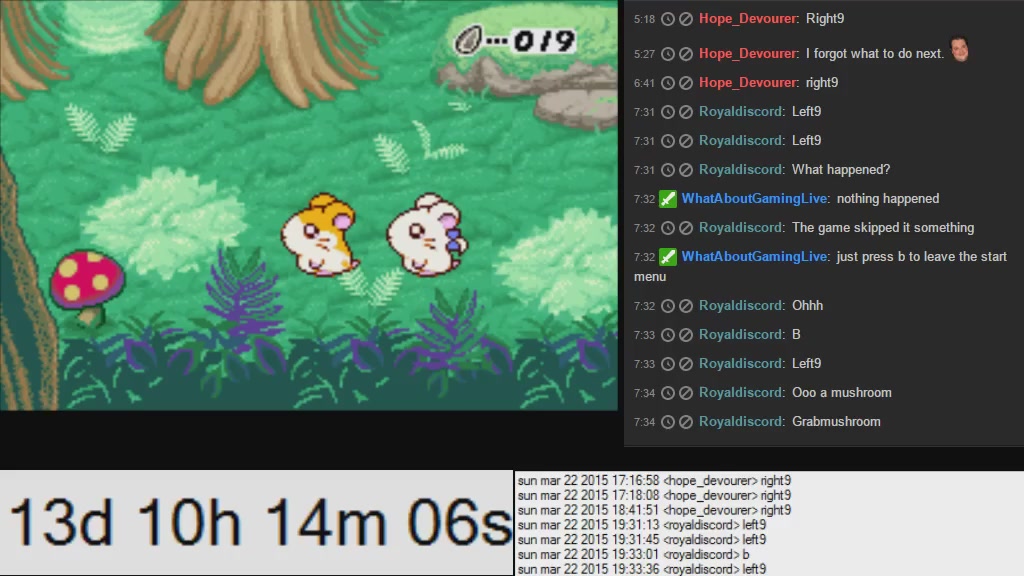 019
5:18 Hope_Devourer: Right9
5:27 Hope_Devourer: I forgot what to do next.
6:41 Hope_Devourer: right9
7:31 Royaldiscord: Left9
7:31 Royaldiscord: Left9
7:31 Royaldiscord: What happened?
7:32 WhatAboutGamingLive: nothing happened
7:32 Royaldiscord: The game skipped it something
7:32 WhatAboutGamingLive: just press b to leave the start
menu
7:32 Royaldiscord: Ohhh
7:33 Royaldiscord: B
7:33 Royaldiscord: Left9
7:34 Royaldiscord: Ooo a mushroom
7:34 Royaldiscord: Grabmushroom
13d 10h 14m 06s
sun mar 22 2015 17:16:58 <hope_devourer> right9
sun mar 22 2015 17:18:08 <hope_devourer> right9
sun mar 22 2015 18:41:51 <hope_devourer> right9
sun mar 22 2015 19:31:13 <royaldiscord> left9
sun mar 22 2015 19:31:45 <royaldiscord> left9
sun mar 22 2015 19:33:01 <royaldiscord> b
sun mar 22 2015 19:33:36 <royaldiscord> left9